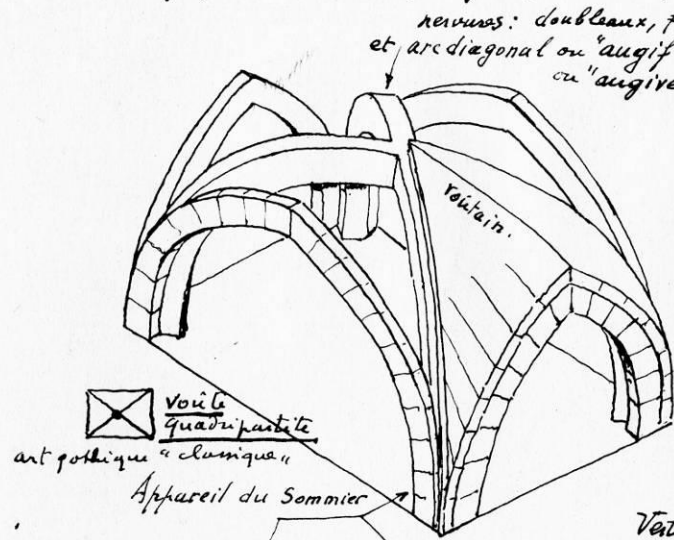 nervures: doubleaux, f
et arc diagonal ou "augif
ou "augive
voûtain.
voûte
quadripartite
art gothique "classique"
Appareil du Sommier